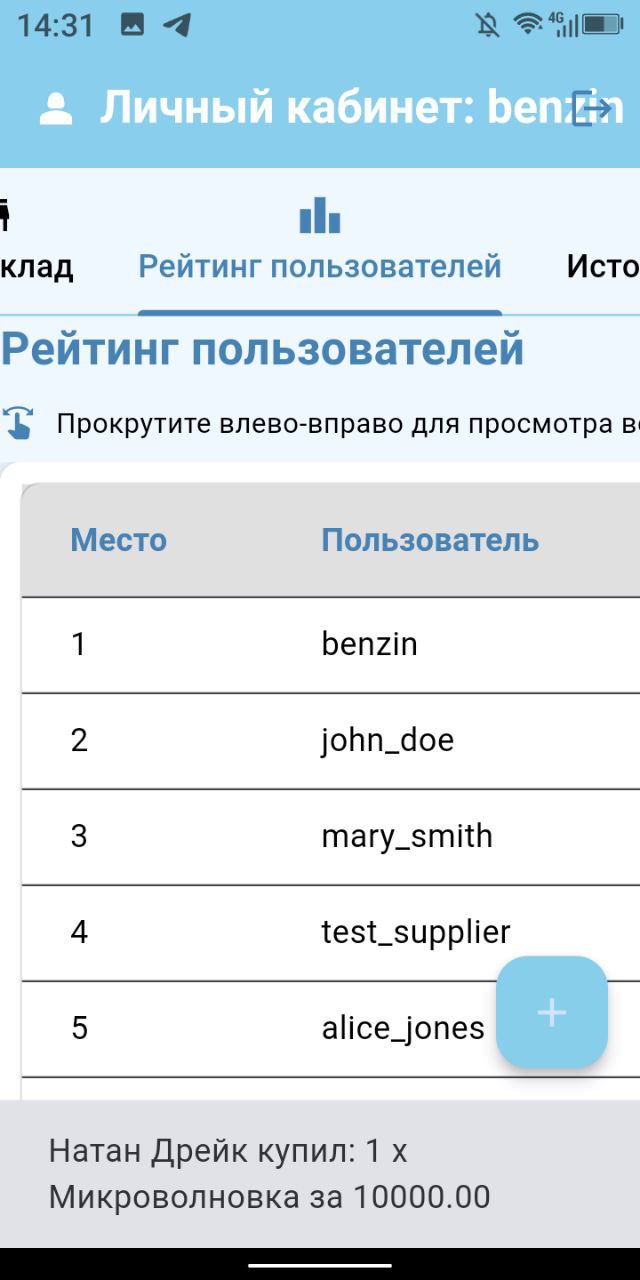 14:31
4G
Личный кабинет: benzin
клад
Рейтинг пользователей
Исто
Рейтинг пользователей
Прокрутите влево-вправо для просмотра в
Место Пользователь
1 benzin
2 john_doe
3 mary_smith
4 test_supplier
5 alice_jones
+
Натан Дрейк купил: 1 x
Микроволновка за 10000.00